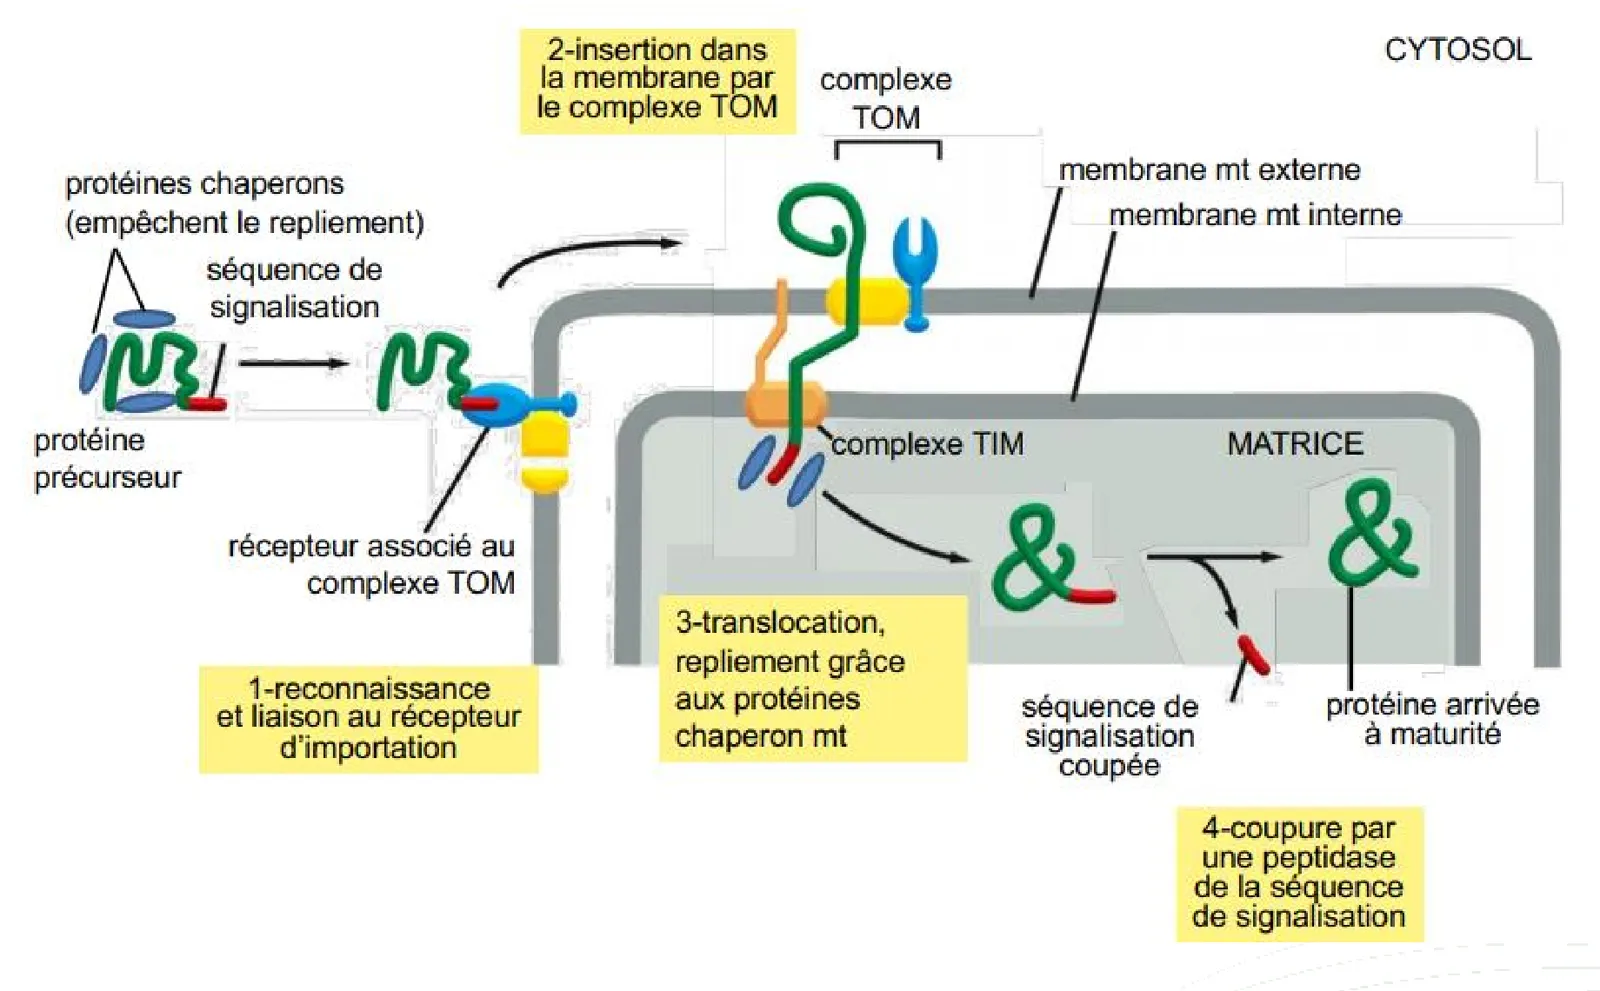 2-insertion dans
la membrane par
le complexe TOM
complexe
TOM
CYTOSOL
membrane mt externe
membrane mt interne
protéines chaperons
(empêchent le repliement)
séquence de
signalisation
protéine
précurseur
récepteur associé au
complexe TOM
complexe TIM
MATRICE
1-reconnaissance
et liaison au récepteur
d'importation
3-translocation,
repliement grâce
aux protéines
chaperon mt
séquence de
signalisation
coupée
protéine arrivée
à maturité
4-coupure par
une peptidase
de la séquence
de signalisation